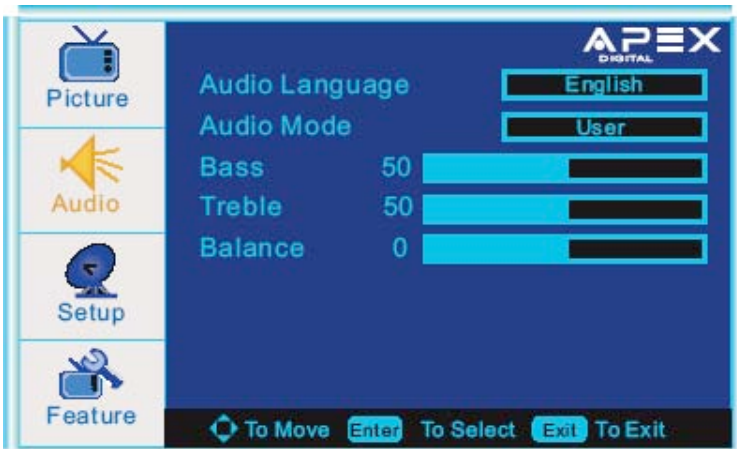 APEX
DIGITAL
Picture
Audio
Setup
Feature
Audio Language English
Audio Mode User
Bass 50
Treble 50
Balance 0
To Move Enter To Select Exit To Exit